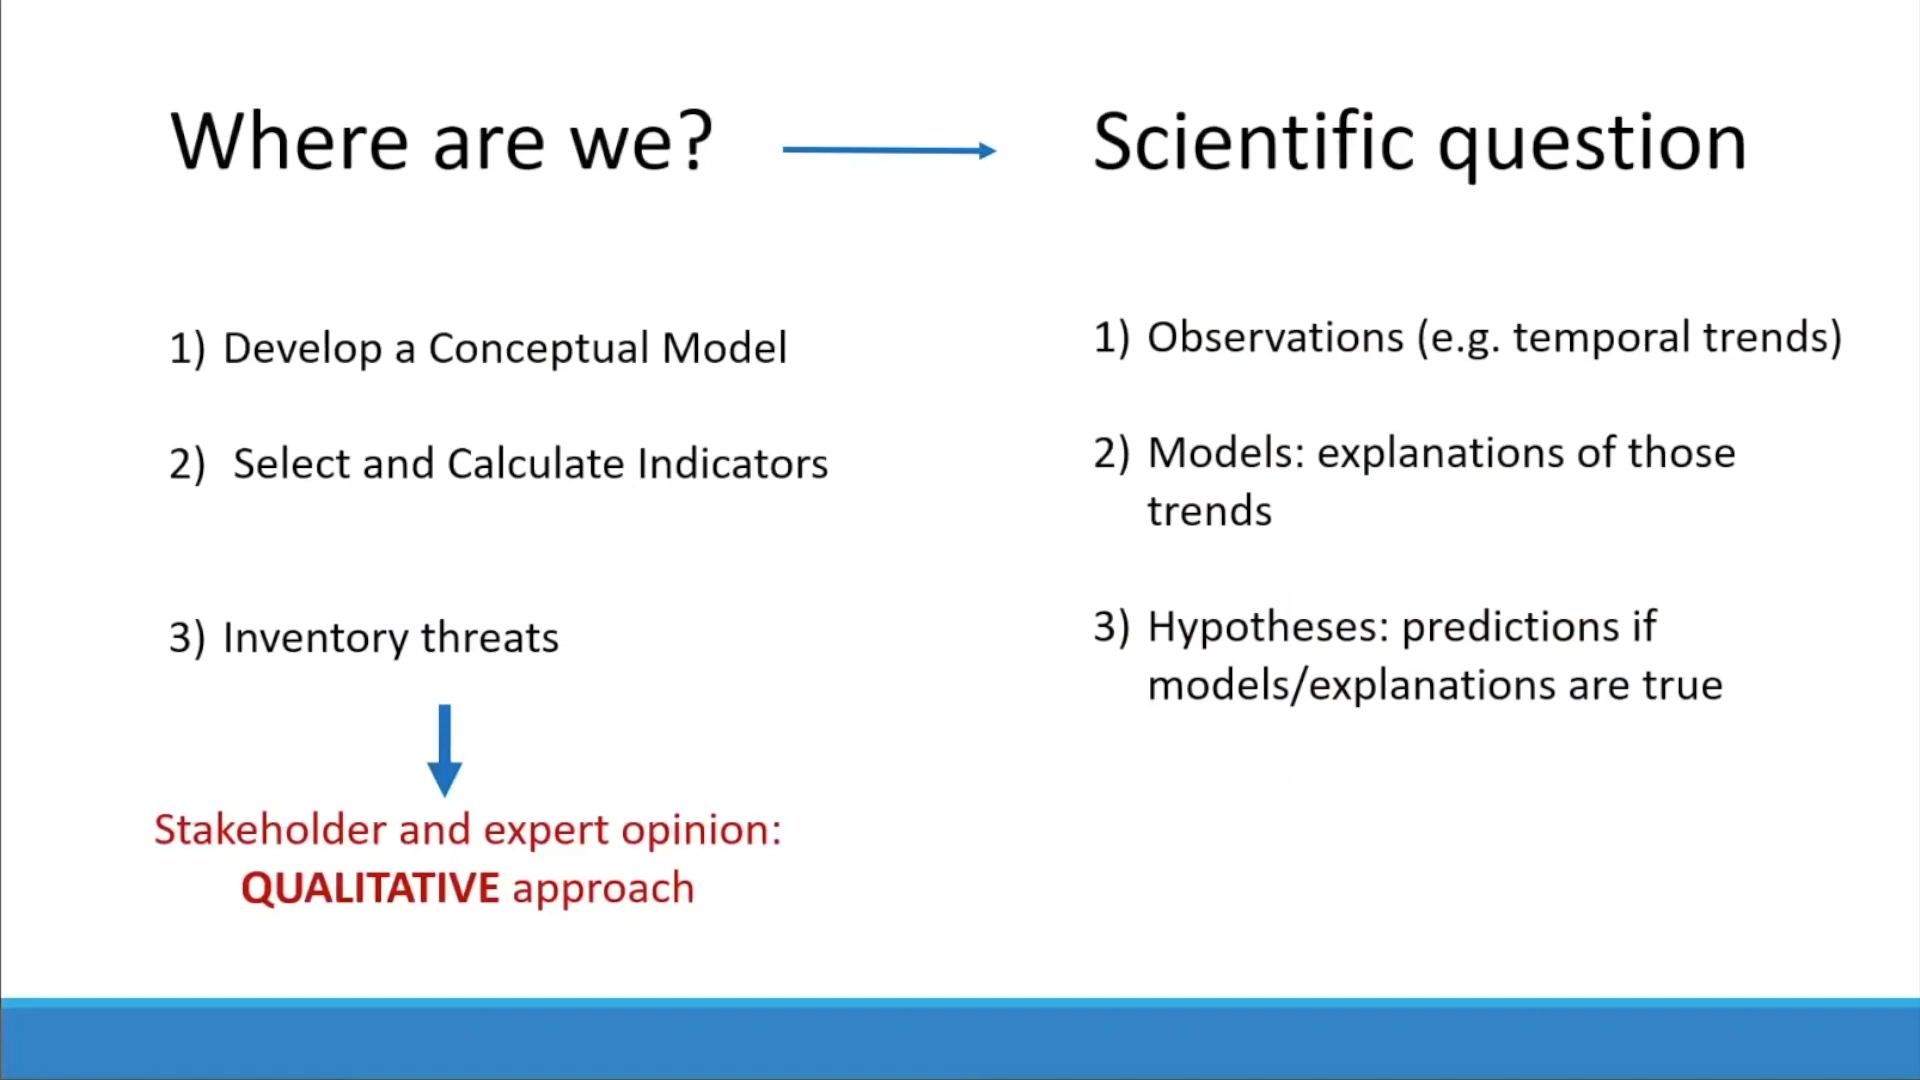 Where are we?
Scientific question
1) Develop a Conceptual Model
2) Select and Calculate Indicators
3) Inventory threats
Stakeholder and expert opinion:
QUALITATIVE approach
1) Observations (e.g. temporal trends)
2) Models: explanations of those
trends
3) Hypotheses: predictions if
models/explanations are true